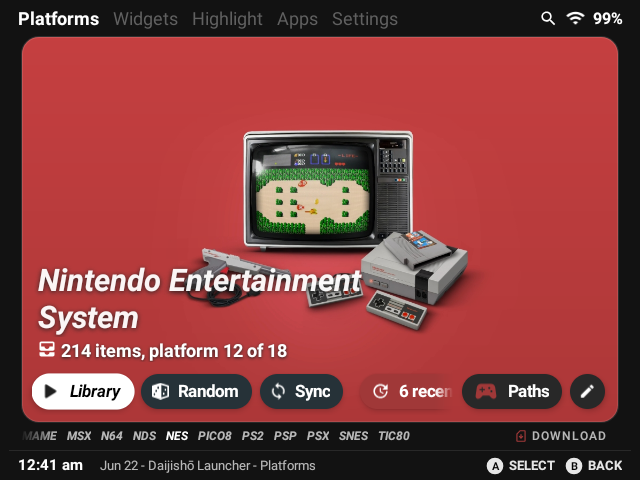 Platforms Widgets Highlight Apps Settings 99%
Nintendo Entertainment
System
214 items, platform 12 of 18
Library Random Sync 6 recen Paths
MAME MSX N64 NDS NES PICO8 PS2 PSP PSX SNES TIC80 DOWNLOAD
12:41 am Jun 22 - Daijishō Launcher - Platforms A SELECT B BACK